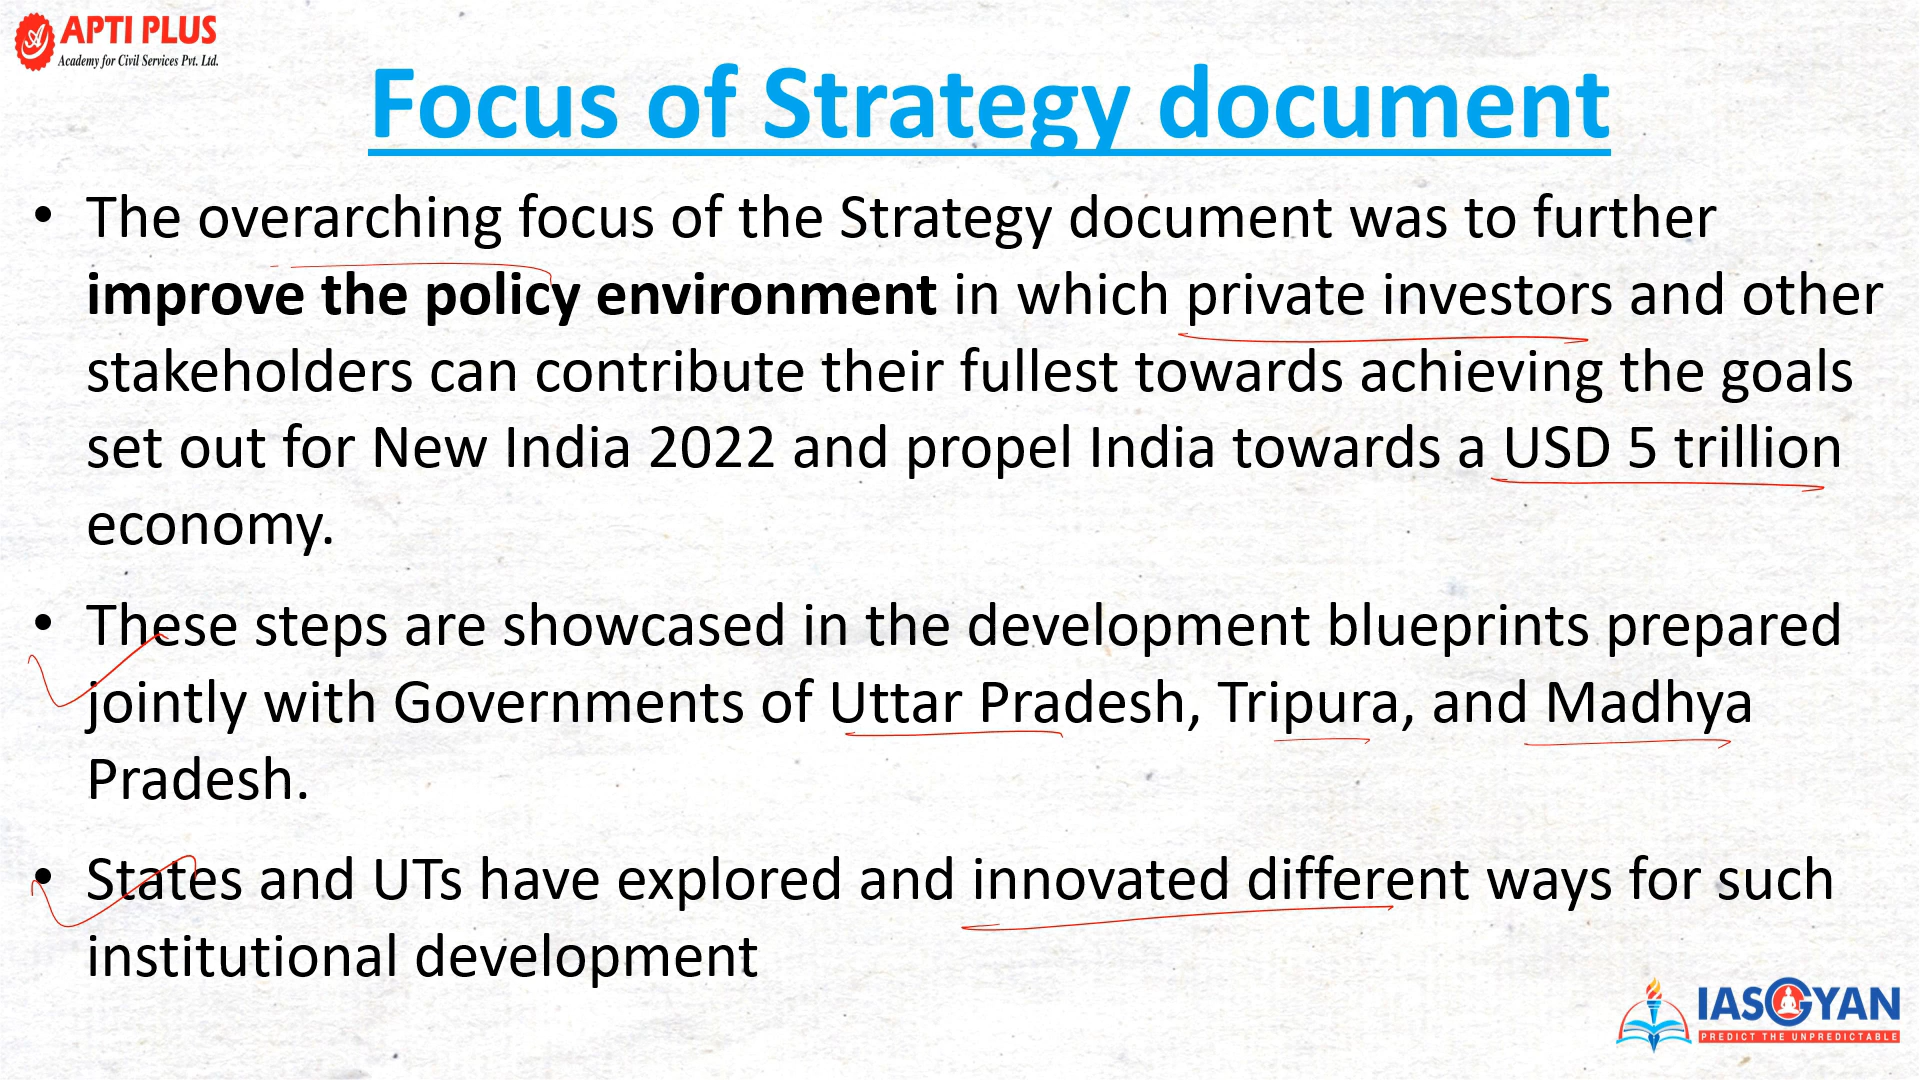 APTI PLUS
Academy for Civil Services Pvt. Ltd.
Focus of Strategy document
• The overarching focus of the Strategy document was to further
improve the policy environment in which private investors and other
stakeholders can contribute their fullest towards achieving the goals
set out for New India 2022 and propel India towards a USD 5 trillion
economy.
• These steps are showcased in the development blueprints prepared
jointly with Governments of Uttar Pradesh, Tripura, and Madhya
Pradesh.
• States and UTs have explored and innovated different ways for such
institutional development
IASGYAN
PREDICT THE UNPREDICTABLE